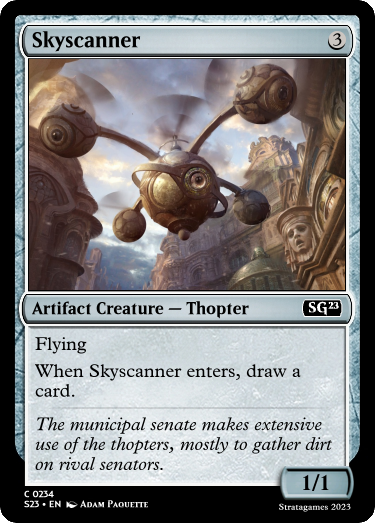 Skyscanner 3
Artifact Creature — Thopter SG23
Flying
When Skyscanner enters, draw a
card.
The municipal senate makes extensive
use of the thopters, mostly to gather dirt
on rival senators.
1/1
C 0234
S23 • EN Adam Paquette
Stratagames 2023